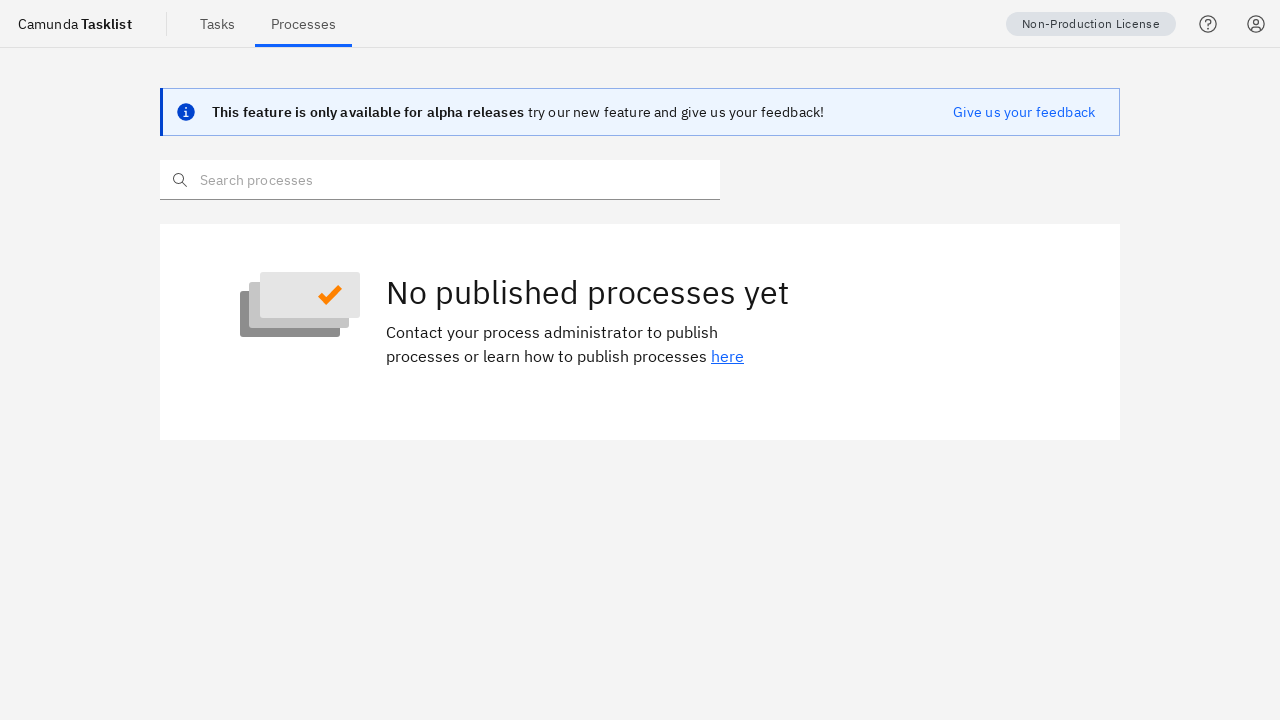 Camunda Tasklist
Tasks
Processes
Non-Production License
This feature is only available for alpha releases try our new feature and give us your feedback!
Give us your feedback
Search processes
No published processes yet
Contact your process administrator to publish
processes or learn how to publish processes here